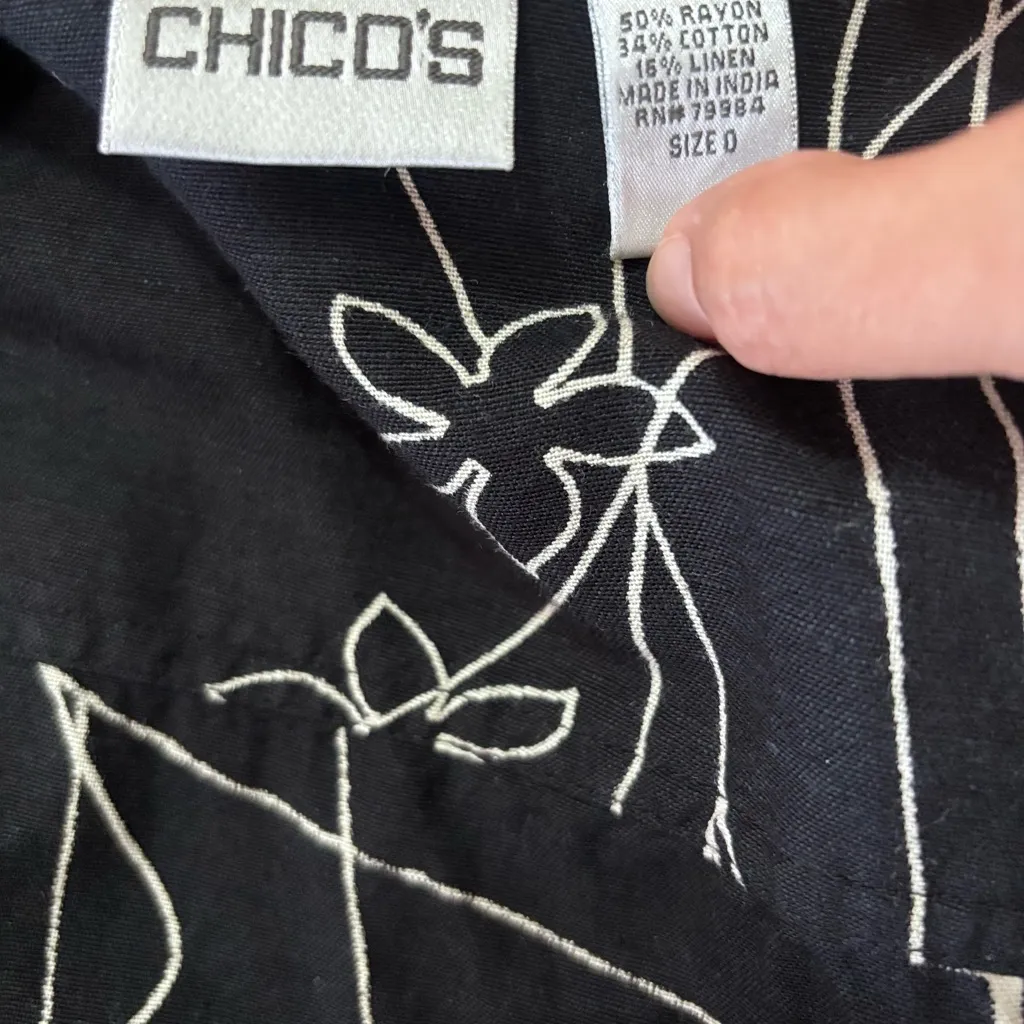 CHICO'S
50% RAYON
34% COTTON
16% LINEN
MADE IN INDIA
RN# 79984
SIZE 0